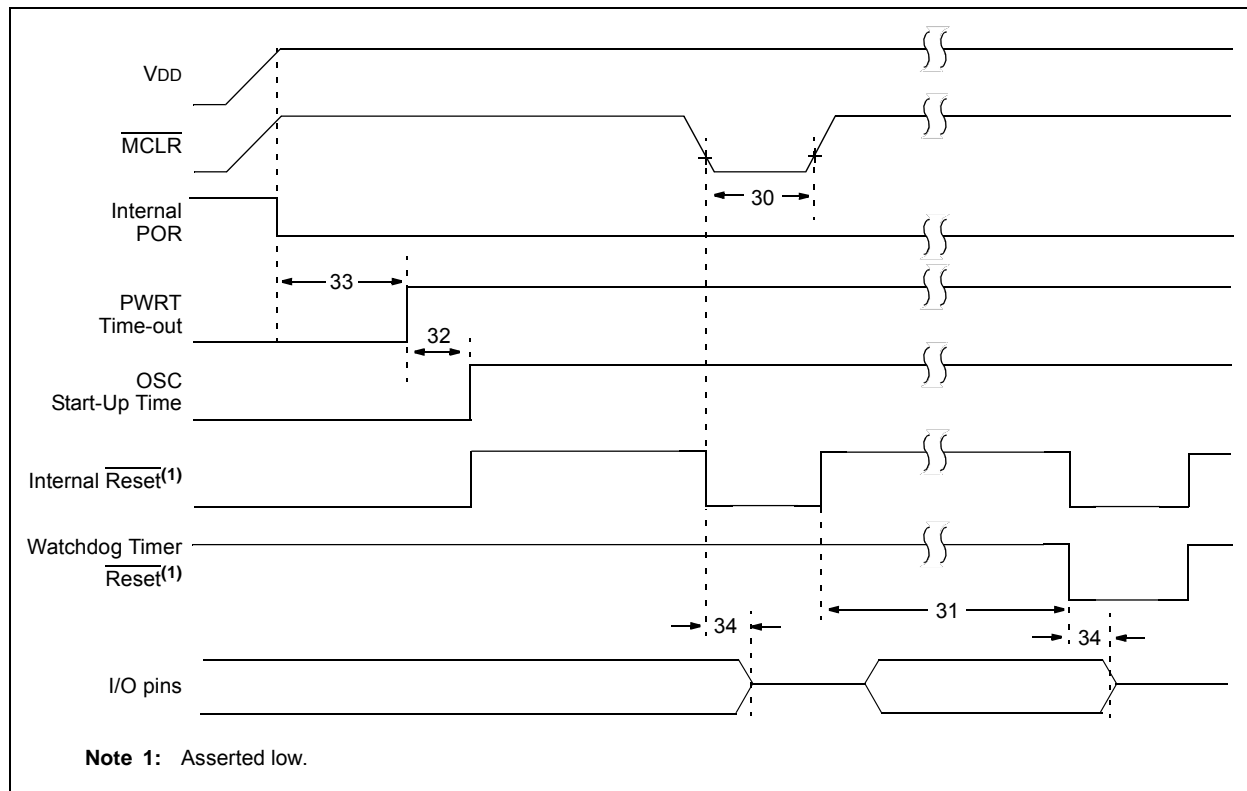 VDD
MCLR
30
Internal
POR
33
PWRT
Time-out
32
OSC
Start-Up Time
Internal Reset(1)
Watchdog Timer
Reset(1)
31
34
34
I/O pins
Note 1: Asserted low.